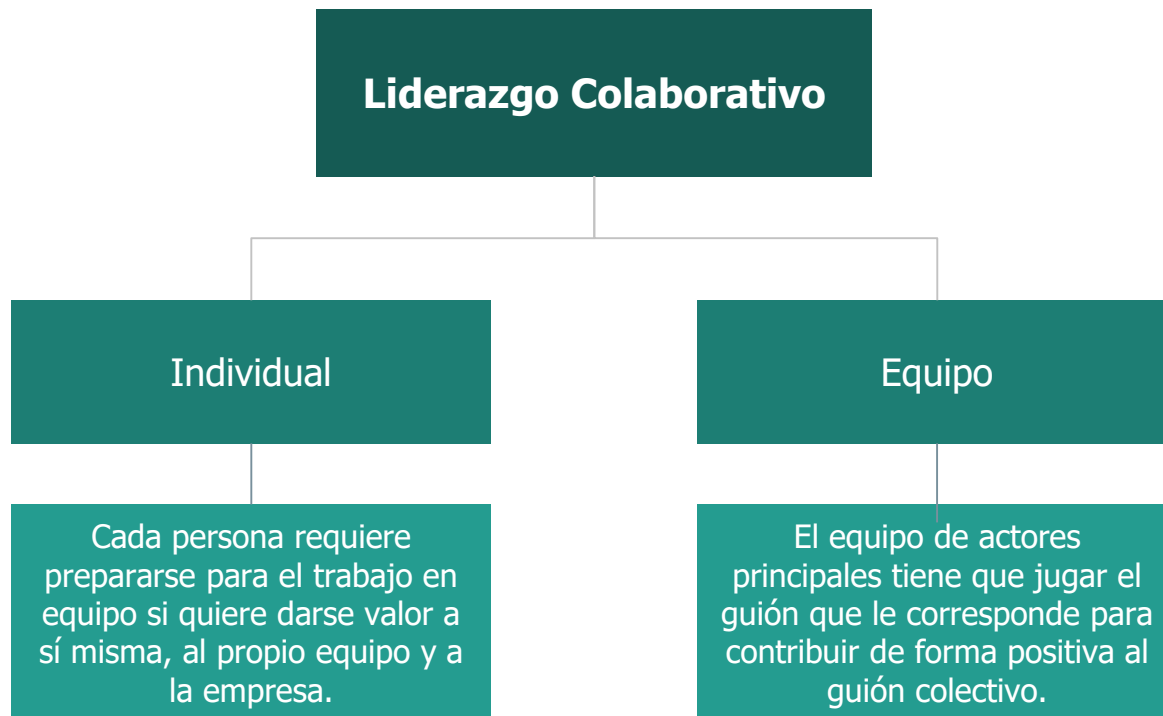 Liderazgo Colaborativo
Individual
Cada persona requiere
prepararse para el trabajo en
equipo si quiere darse valor a
sí misma, al propio equipo y a
la empresa.
Equipo
El equipo de actores
principales tiene que jugar el
guión que le corresponde para
contribuir de forma positiva al
guión colectivo.